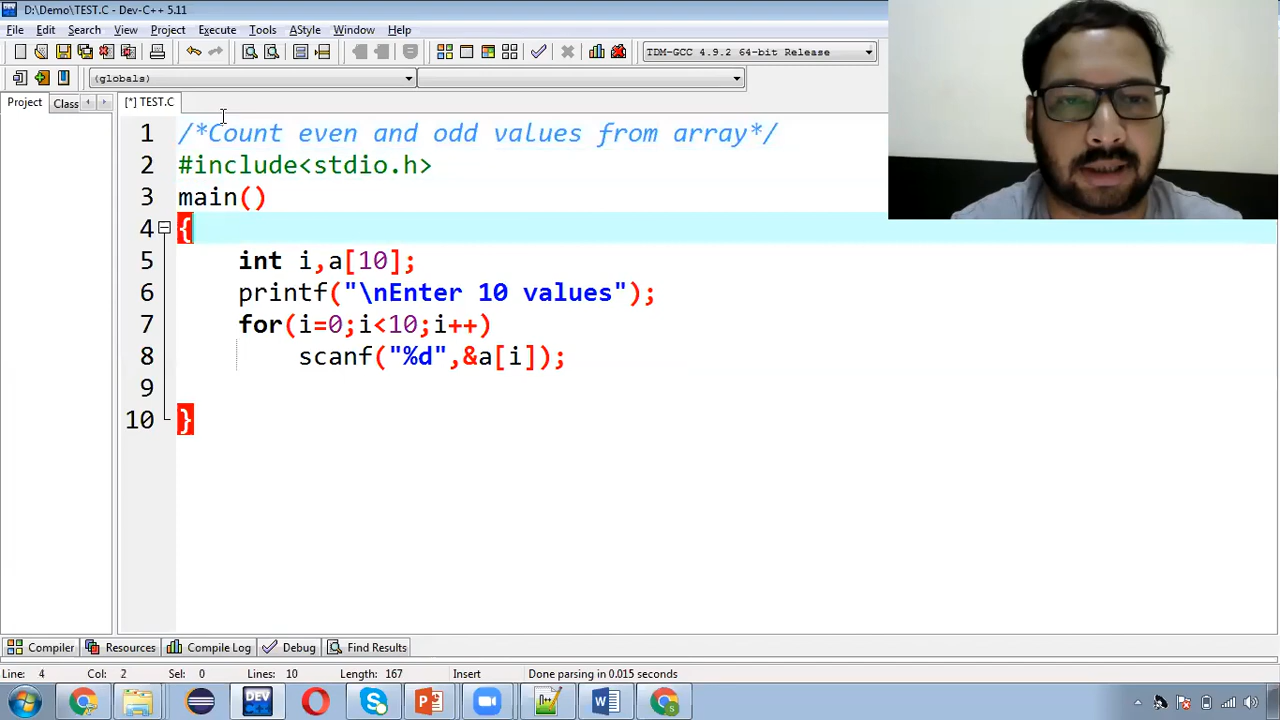 D:\Demo\TEST.C - Dev-C++ 5.11
File Edit Search View Project Execute Tools AStyle Window Help
TDM-GCC 4.9.2 64-bit Release
(globals)
Project Class [*] TEST.C
1 /*Count even and odd values from array*/
2 #include<stdio.h>
3 main()
4 {
5 int i,a[10];
6 printf("\nEnter 10 values");
7 for(i=0;i<10;i++)
8 scanf("%d",&a[i]);
9
10 }
Compiler Resources Compile Log Debug Find Results
Line: 4 Col: 2 Sel: 0 Lines: 10 Length: 167 Insert Done parsing in 0.015 seconds
DEV